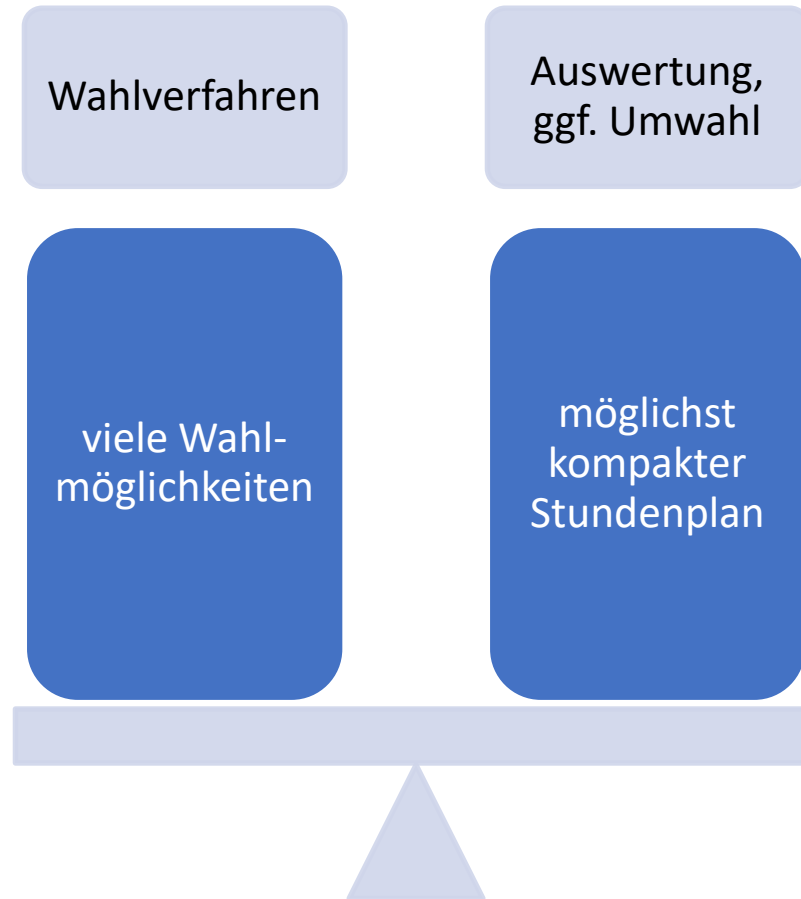 Wahlverfahren
Auswertung,
ggf. Umwahl
viele Wahl-
möglichkeiten
möglichst
kompakter
Stundenplan